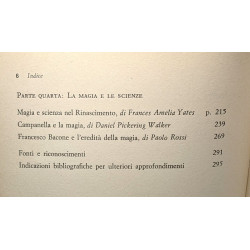 8 Indice
PARTE QUARTA: LA MAGIA E LE SCIENZE
Magia e scienza nel Rinascimento, di Frances Amelia Yates p. 215
Campanella e la magia, di Daniel Pickering Walker 239
Francesco Bacone e l'eredità della magia, di Paolo Rossi 269
Fonti e riconoscimenti 291
Indicazioni bibliografiche per ulteriori approfondimenti 295